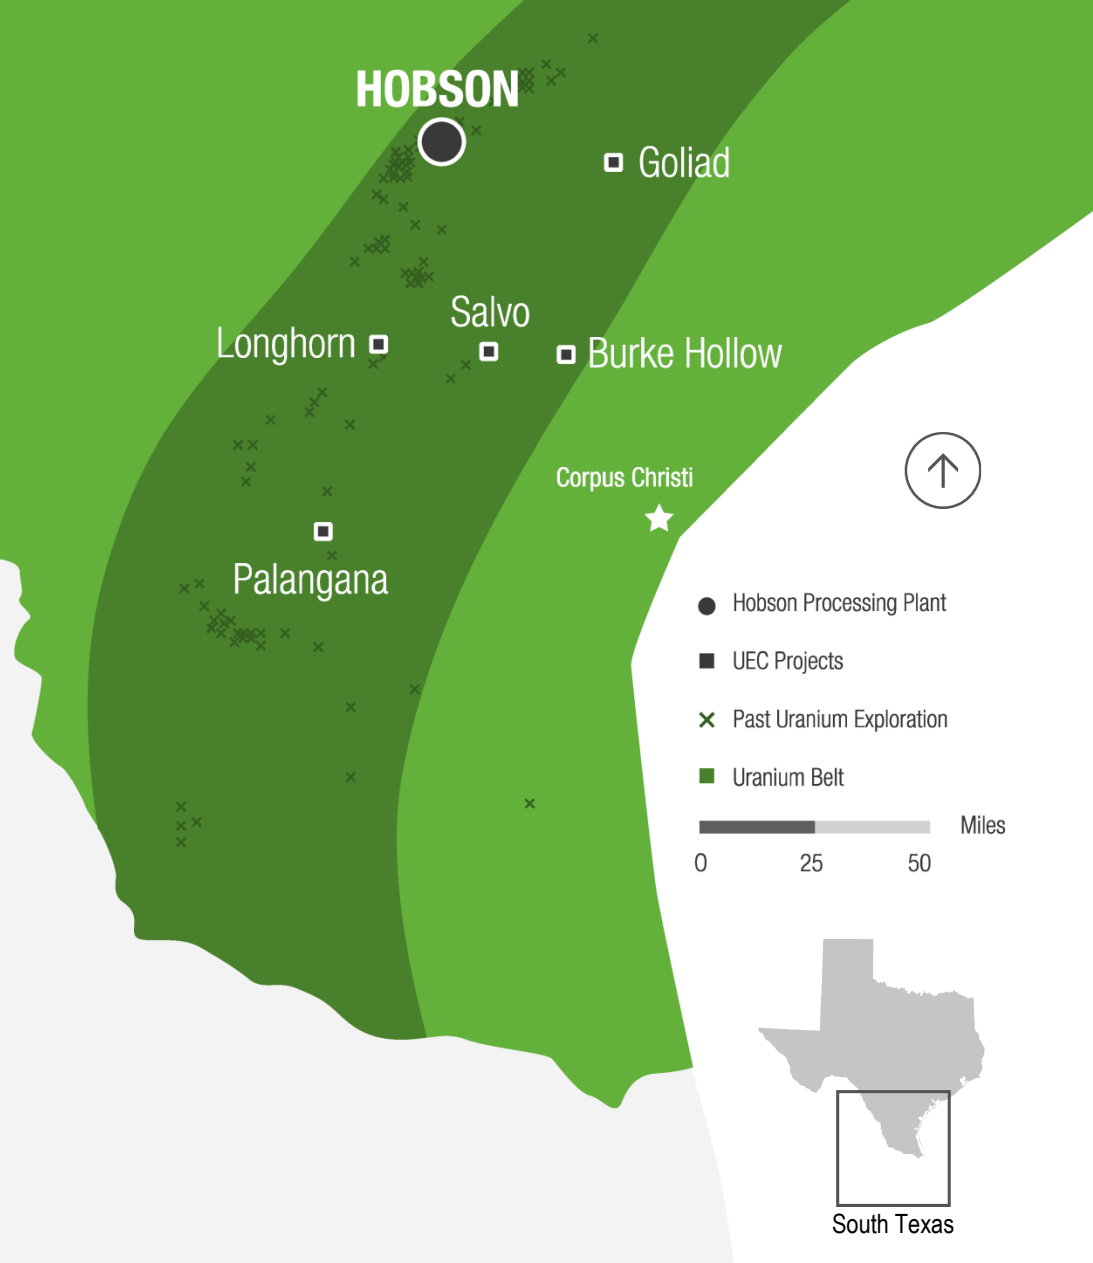 HOBSON
Goliad
Salvo
Longhorn
Burke Hollow
Corpus Christi
Palangana
Hobson Processing Plant
UEC Projects
Past Uranium Exploration
Uranium Belt
Miles
0 25 50
South Texas